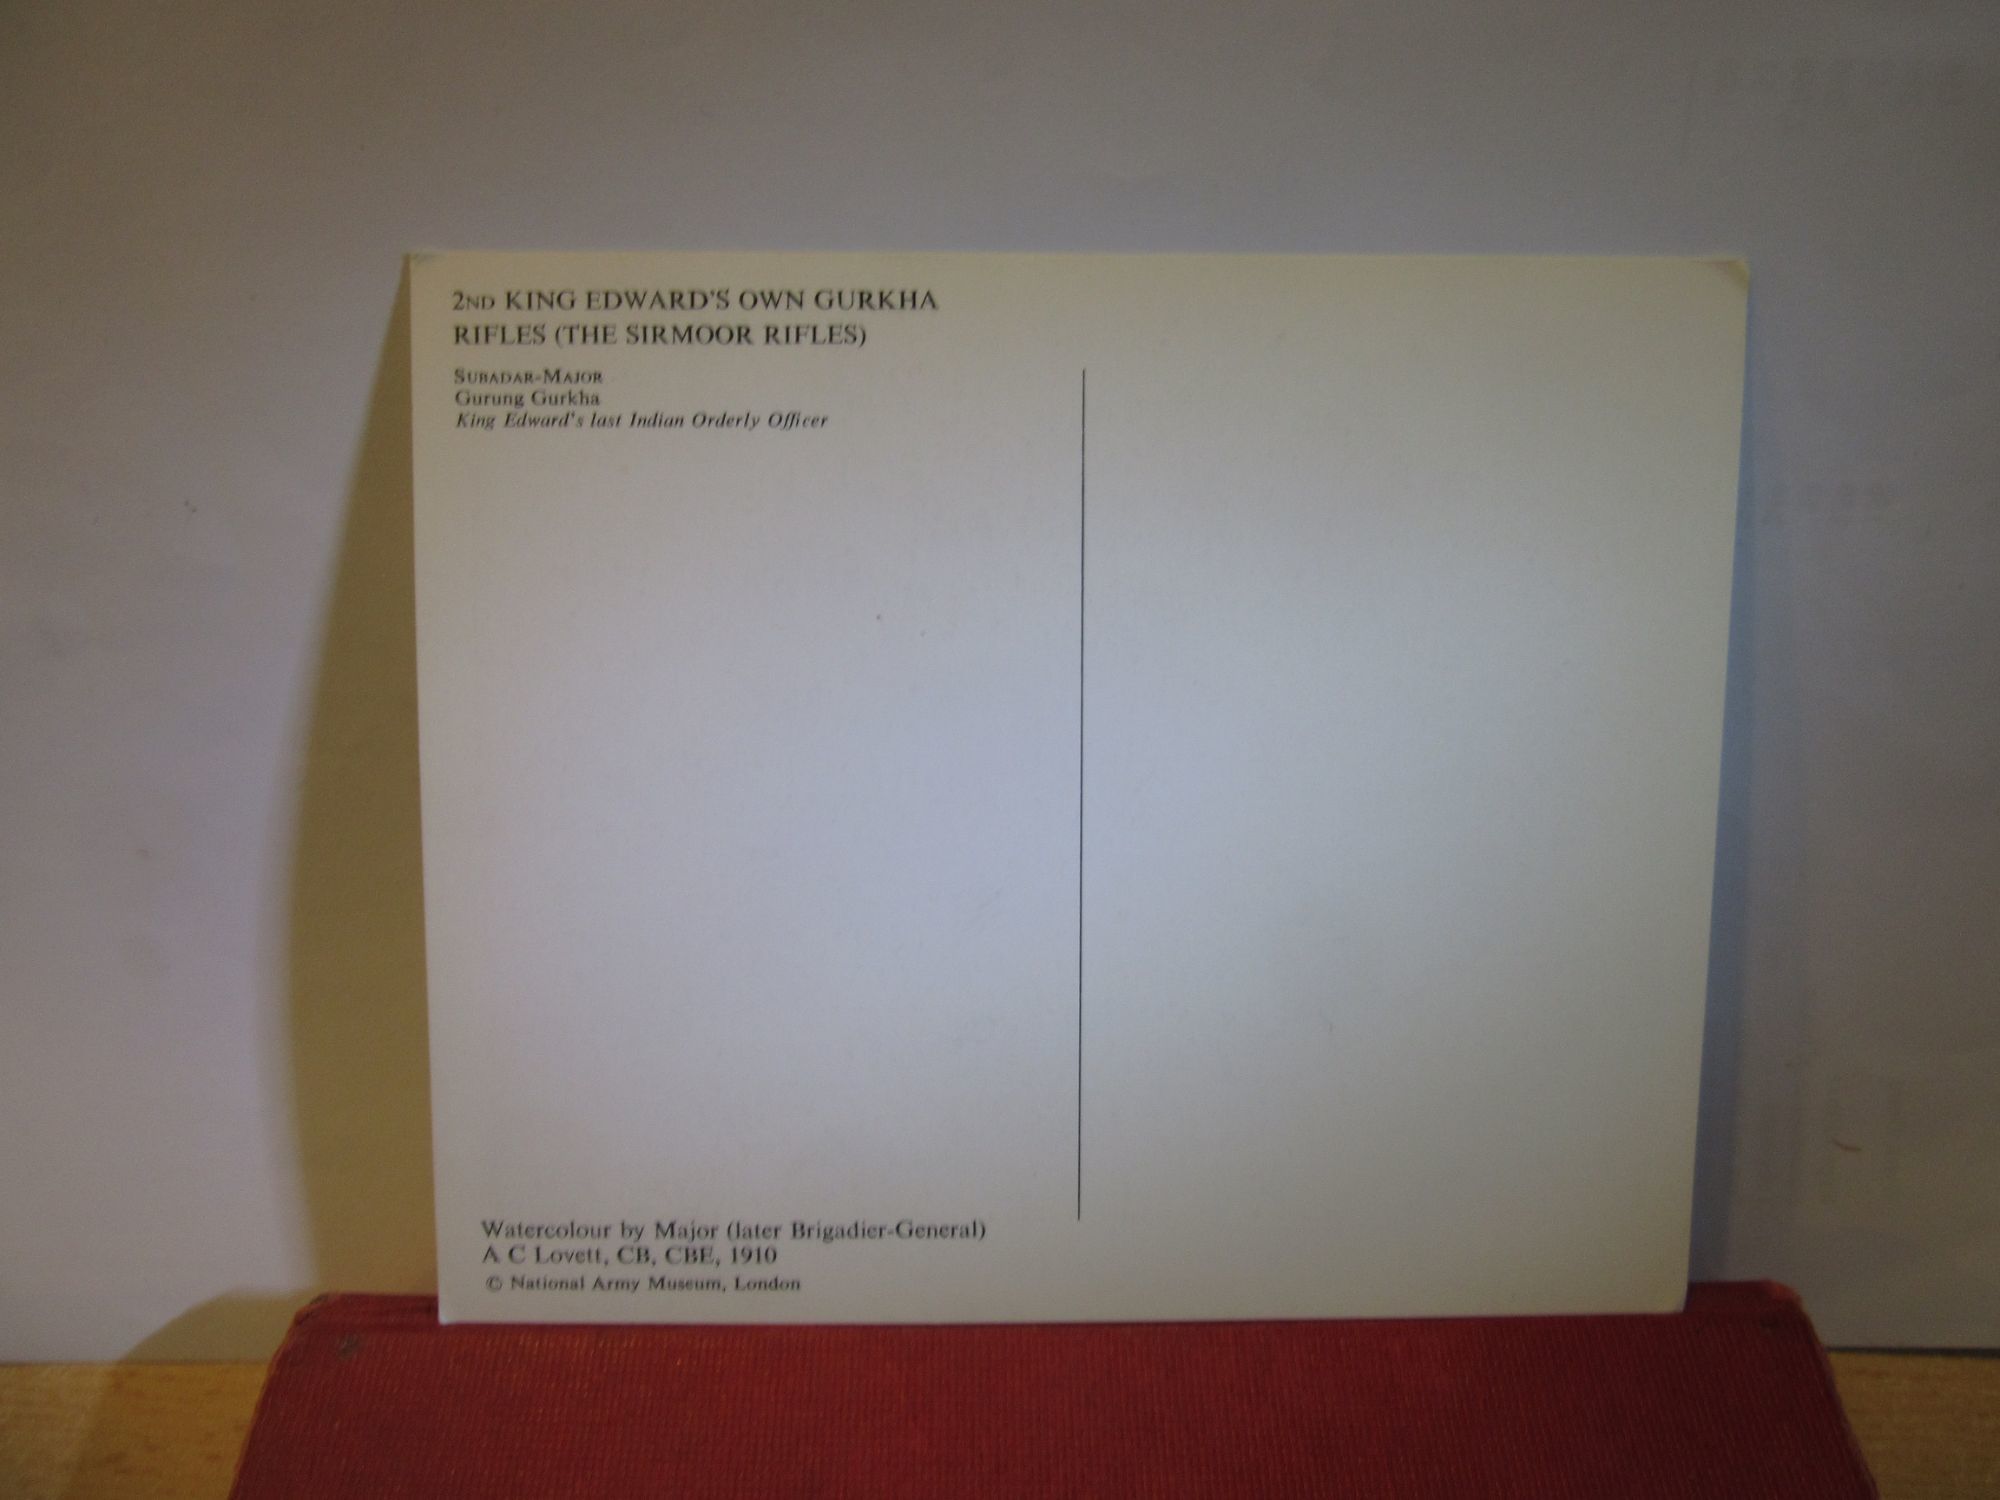 2ND KING EDWARD'S OWN GURKHA
RIFLES (THE SIRMOOR RIFLES)
SUBADAR-MAJOR
Gurung Gurkha
King Edward's last Indian Orderly Officer
Watercolour by Major (later Brigadier-General)
A C Lovett, CB, CBE, 1910
© National Army Museum, London